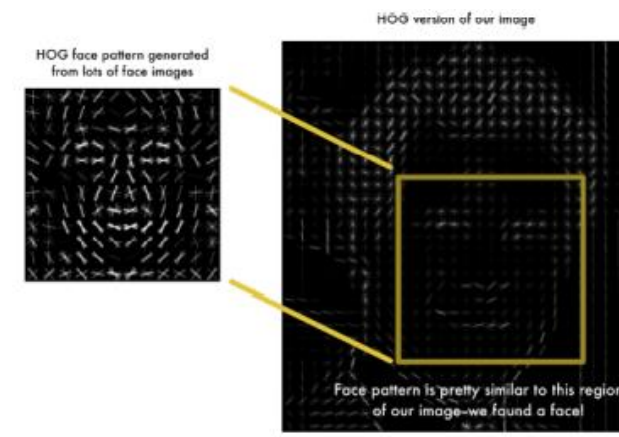 HOG version of our image
HOG face pattern generated
from lots of face images
Face pattern is pretty similar to this region
of our image-we found a face!